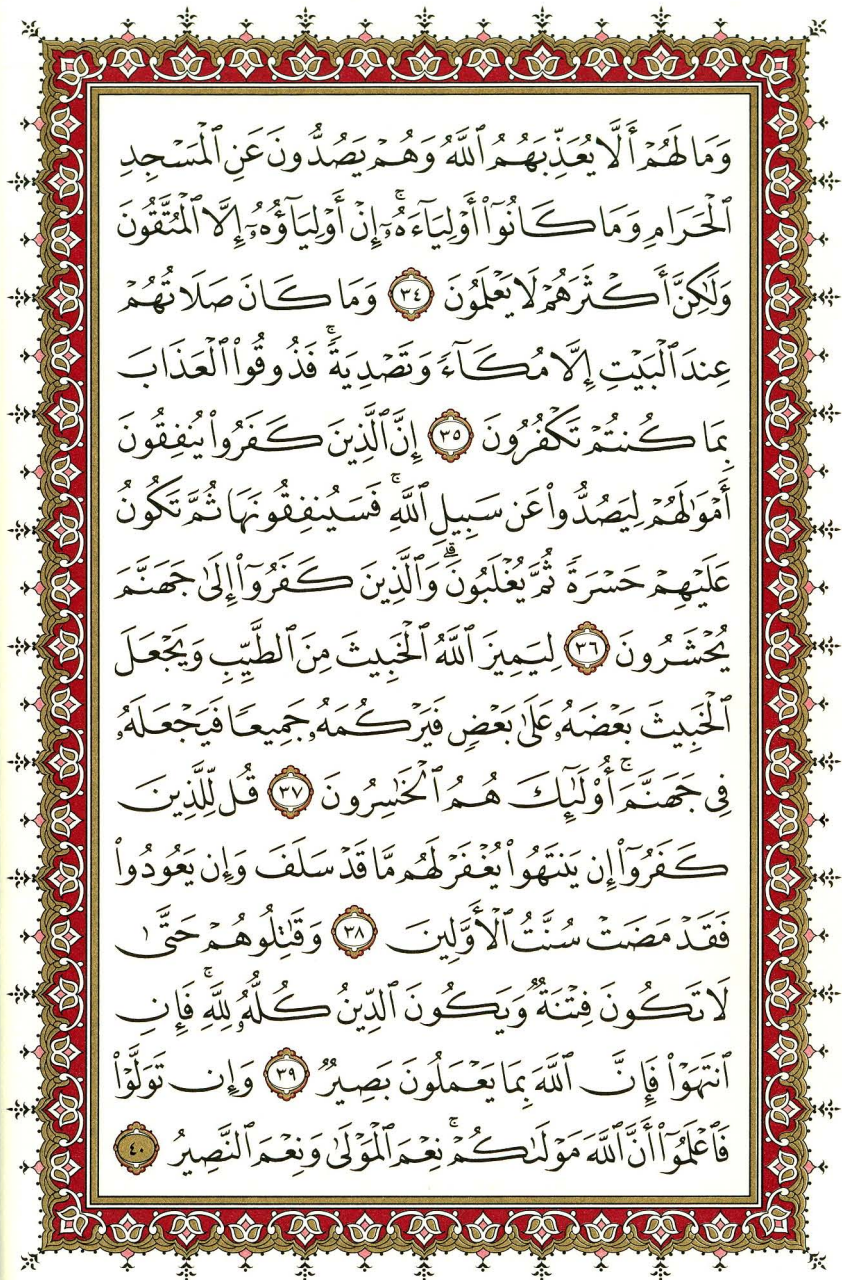 وَمَا لَهُمْ أَلَّا يُعَذِّبَهُمُ ٱللَّهُ وَهُمْ يَصُدُّونَ عَنِ ٱلْمَسْجِدِ
ٱلْحَرَامِ وَمَا كَانُوٓا۟ أَوْلِيَآءَهُۥٓ ۚ إِنْ أَوْلِيَآؤُهُۥٓ إِلَّا ٱلْمُتَّقُونَ
وَلَٰكِنَّ أَكْثَرَهُمْ لَا يَعْلَمُونَ ٣٤ وَمَا كَانَ صَلَاتُهُمْ
عِندَ ٱلْبَيْتِ إِلَّا مُكَآءً وَتَصْدِيَةً ۚ فَذُوقُوا۟ ٱلْعَذَابَ
بِمَا كُنتُمْ تَكْفُرُونَ ٣٥ إِنَّ ٱلَّذِينَ كَفَرُوا۟ يُنفِقُونَ
أَمْوَٰلَهُمْ لِيَصُدُّوا۟ عَن سَبِيلِ ٱللَّهِ ۚ فَسَيُنفِقُونَهَا ثُمَّ تَكُونُ
عَلَيْهِمْ حَسْرَةً ثُمَّ يُغْلَبُونَ ۗ وَٱلَّذِينَ كَفَرُوٓا۟ إِلَىٰ جَهَنَّمَ
يُحْشَرُونَ ٣٦ لِيَمِيزَ ٱللَّهُ ٱلْخَبِيثَ مِنَ ٱلطَّيِّبِ وَيَجْعَلَ
ٱلْخَبِيثَ بَعْضَهُۥ عَلَىٰ بَعْضٍ فَيَرْكُمَهُۥ جَمِيعًا فَيَجْعَلَهُۥ
فِى جَهَنَّمَ ۚ أُو۟لَٰٓئِكَ هُمُ ٱلْخَٰسِرُونَ ٣٧ قُل لِّلَّذِينَ
كَفَرُوٓا۟ إِن يَنتَهُوا۟ يُغْفَرْ لَهُم مَّا قَدْ سَلَفَ وَإِن يَعُودُوا۟
فَقَدْ مَضَتْ سُنَّتُ ٱلْأَوَّلِينَ ٣٨ وَقَٰتِلُوهُمْ حَتَّىٰ
لَا تَكُونَ فِتْنَةٌ وَيَكُونَ ٱلدِّينُ كُلُّهُۥ لِلَّهِ ۚ فَإِنِ
ٱنتَهَوْا۟ فَإِنَّ ٱللَّهَ بِمَا يَعْمَلُونَ بَصِيرٌ ٣٩ وَإِن تَوَلَّوْا۟
فَٱعْلَمُوٓا۟ أَنَّ ٱللَّهَ مَوْلَىٰكُمْ ۚ نِعْمَ ٱلْمَوْلَىٰ وَنِعْمَ ٱلنَّصِيرُ ٤٠